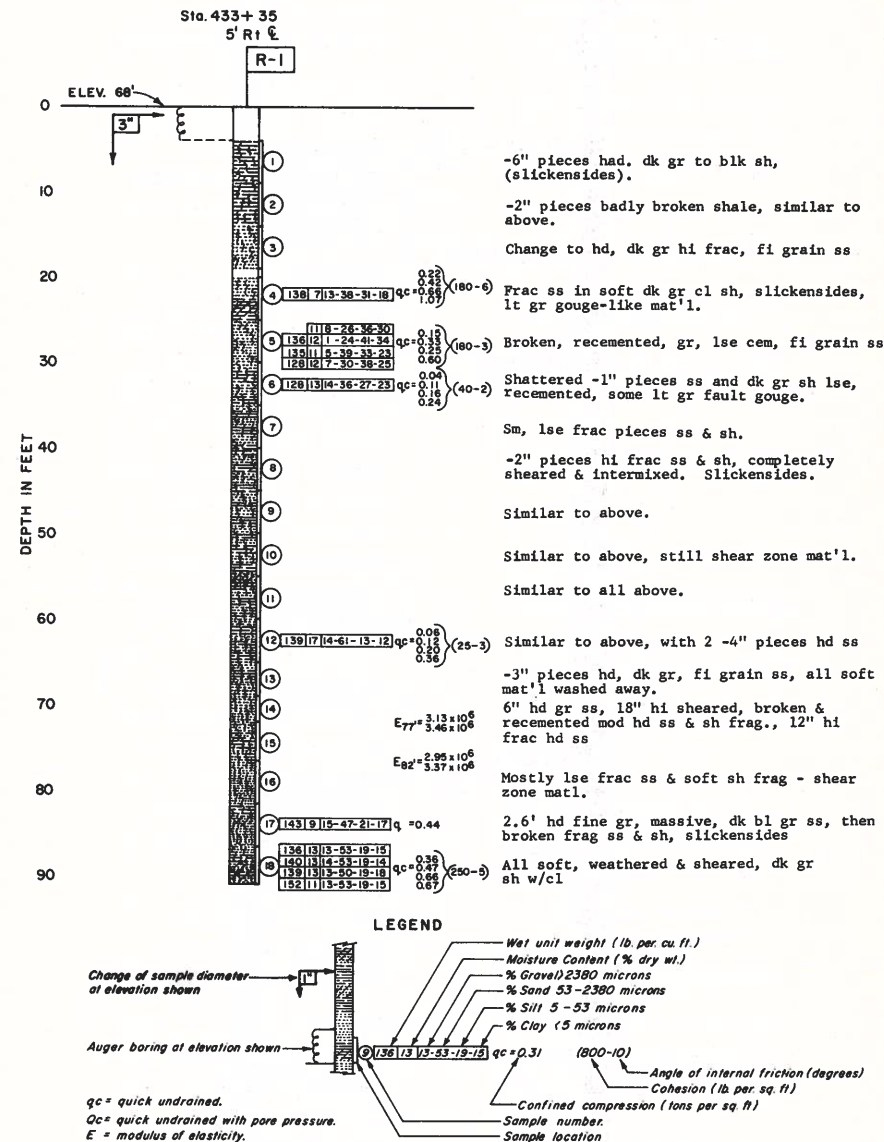 Sta. 433+35
5' Rt ℄
R-1
ELEV. 68'
0
3"
1
-6" pieces had. dk gr to blk sh,
(slickensides).
10
2
-2" pieces badly broken shale, similar to
above.
3
Change to hd, dk gr hi frac, fi grain ss
20
4 138 7 13-38-31-18 qc= 0.22 0.42 0.66 1.07 (180-6)
Frac ss in soft dk gr cl sh, slickensides,
lt gr gouge-like mat'l.
11 8-26-36-30
5 136 12 1-24-41-34 qc= 0.15 0.33 0.25 0.60 (180-3)
135 11 5-39-33-23
128 12 7-30-38-25
Broken, recemented, gr, lse cem, fi grain ss
30
6 128 13 14-36-27-23 qc= 0.04 0.11 0.16 0.24 (40-2)
Shattered -1" pieces ss and dk gr sh lse,
recemented, some lt gr fault gouge.
7
Sm, lse frac pieces ss & sh.
40
8
-2" pieces hi frac ss & sh, completely
sheared & intermixed. Slickensides.
9
Similar to above.
50
10
Similar to above, still shear zone mat'l.
11
Similar to all above.
60
12 139 17 14-61-13-12 qc= 0.06 0.12 0.20 0.36 (25-3)
Similar to above, with 2 -4" pieces hd ss
13
-3" pieces hd, dk gr, fi grain ss, all soft
mat'l washed away.
70
14
E77'= 3.13 x 10⁶
3.46 x 10⁶
6" hd gr ss, 18" hi sheared, broken &
recemented mod hd ss & sh frag., 12" hi
frac hd ss
15
E82'= 2.95 x 10⁶
3.37 x 10⁶
16
Mostly lse frac ss & soft sh frag - shear
zone matl.
80
17 143 9 15-47-21-17 q =0.44
2.6' hd fine gr, massive, dk bl gr ss, then
broken frag ss & sh, slickensides
136 13 13-53-19-15
18 140 13 14-53-19-14 qc= 0.36 0.47 0.66 0.67 (250-5)
139 13 13-50-19-18
152 11 13-53-19-15
All soft, weathered & sheared, dk gr
sh w/cl
90
DEPTH IN FEET
LEGEND
Wet unit weight (lb. per. cu. ft.)
Moisture Content (% dry wt.)
% Gravel>2380 microns
% Sand 53-2380 microns
% Silt 5-53 microns
% Clay <5 microns
Change of sample diameter
at elevation shown
1"
Auger boring at elevation shown
9 136 13 13-53-19-15 qc=0.31 (800-10)
Angle of internal friction (degrees)
Cohesion (lb. per sq. ft)
Confined compression (tons per sq. ft)
Sample number.
Sample location
qc = quick undrained.
Qc = quick undrained with pore pressure.
E = modulus of elasticity.